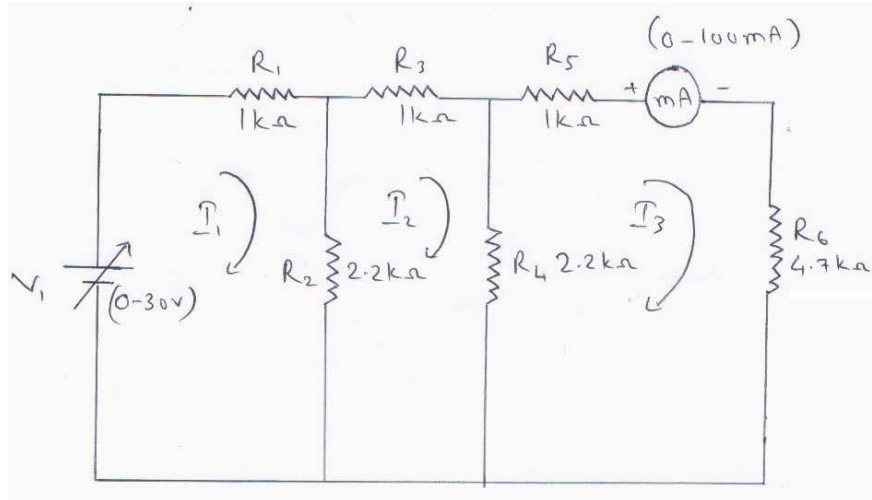 (0-100mA)
R1
R3
R5
1kΩ
1kΩ
1kΩ
+
mA
-
I1
I2
I3
V1
(0-30V)
R2 2.2kΩ
R4 2.2kΩ
R6
4.7kΩ